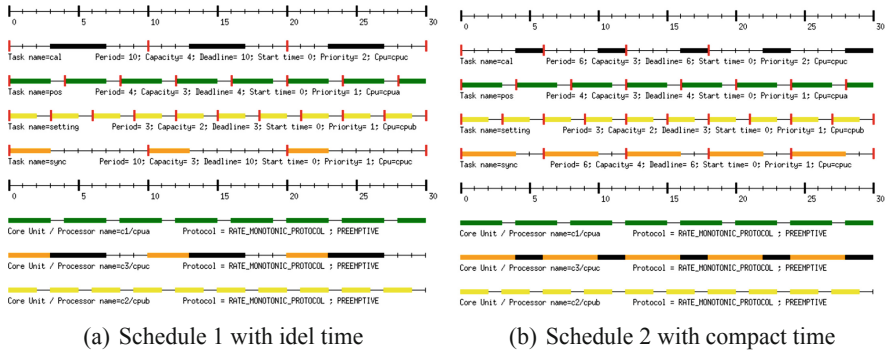 0 5 10 15 20 25 30
Task name=cal Period= 10; Capacity= 4; Deadline= 10; Start time= 0; Priority= 2; Cpu=cpuc
Task name=pos Period= 4; Capacity= 3; Deadline= 4; Start time= 0; Priority= 1; Cpu=cpua
Task name=setting Period= 3; Capacity= 2; Deadline= 3; Start time= 0; Priority= 1; Cpu=cpub
Task name=sync Period= 10; Capacity= 3; Deadline= 10; Start time= 0; Priority= 1; Cpu=cpuc
0 5 10 15 20 25 30
Core Unit / Processor name=c1/cpua Protocol = RATE_MONOTONIC_PROTOCOL ; PREEMPTIVE
Core Unit / Processor name=c3/cpuc Protocol = RATE_MONOTONIC_PROTOCOL ; PREEMPTIVE
Core Unit / Processor name=c2/cpub Protocol = RATE_MONOTONIC_PROTOCOL ; PREEMPTIVE
(a) Schedule 1 with idel time
0 5 10 15 20 25 30
Task name=cal Period= 6; Capacity= 3; Deadline= 6; Start time= 0; Priority= 2; Cpu=cpuc
Task name=pos Period= 4; Capacity= 3; Deadline= 4; Start time= 0; Priority= 1; Cpu=cpua
Task name=setting Period= 3; Capacity= 2; Deadline= 3; Start time= 0; Priority= 1; Cpu=cpub
Task name=sync Period= 6; Capacity= 4; Deadline= 6; Start time= 0; Priority= 1; Cpu=cpuc
0 5 10 15 20 25 30
Core Unit / Processor name=c1/cpua Protocol = RATE_MONOTONIC_PROTOCOL ; PREEMPTIVE
Core Unit / Processor name=c3/cpuc Protocol = RATE_MONOTONIC_PROTOCOL ; PREEMPTIVE
Core Unit / Processor name=c2/cpub Protocol = RATE_MONOTONIC_PROTOCOL ; PREEMPTIVE
(b) Schedule 2 with compact time